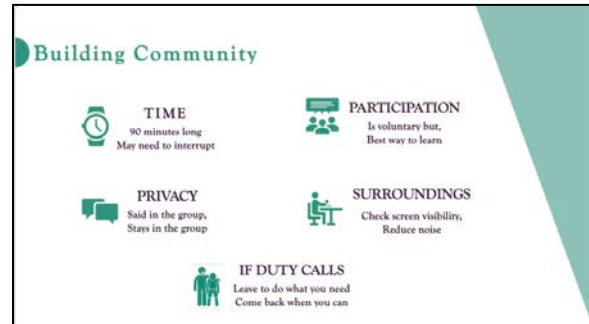 Building Community
TIME
90 minutes long
May need to interrupt
PARTICIPATION
Is voluntary but,
Best way to learn
PRIVACY
Said in the group,
Stays in the group
SURROUNDINGS
Check screen visibility,
Reduce noise
IF DUTY CALLS
Leave to do what you need
Come back when you can